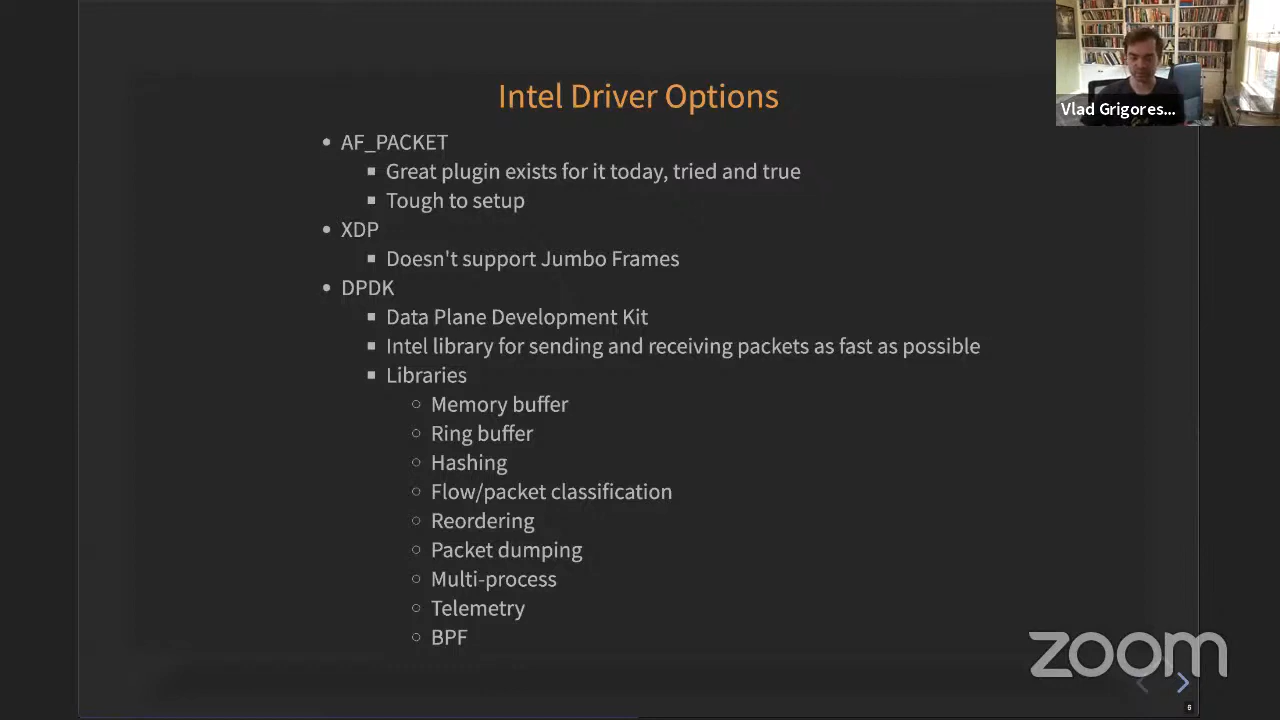 Intel Driver Options
AF_PACKET
Great plugin exists for it today, tried and true
Tough to setup
XDP
Doesn't support Jumbo Frames
DPDK
Data Plane Development Kit
Intel library for sending and receiving packets as fast as possible
Libraries
Memory buffer
Ring buffer
Hashing
Flow/packet classification
Reordering
Packet dumping
Multi-process
Telemetry
BPF
Vlad Grigores...
zoom
6